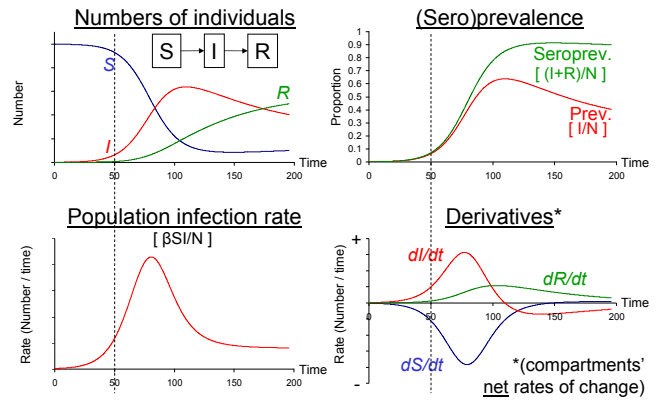 Numbers of individuals
S I R
S
R
I
Number
Time
0 50 100 150 200
(Sero)prevalence
1
0.9
0.8
0.7
0.6
0.5
0.4
0.3
0.2
0.1
0
Proportion
Seroprev.
[ (I+R)/N ]
Prev.
[ I/N ]
Time
0 50 100 150 200
Population infection rate
[ βSI/N ]
Rate (Number / time)
Time
0 50 100 150 200
Derivatives*
+
-
Rate (Number / time)
dI/dt
dR/dt
dS/dt
Time
0 50 100 150 200
*(compartments’
net rates of change)